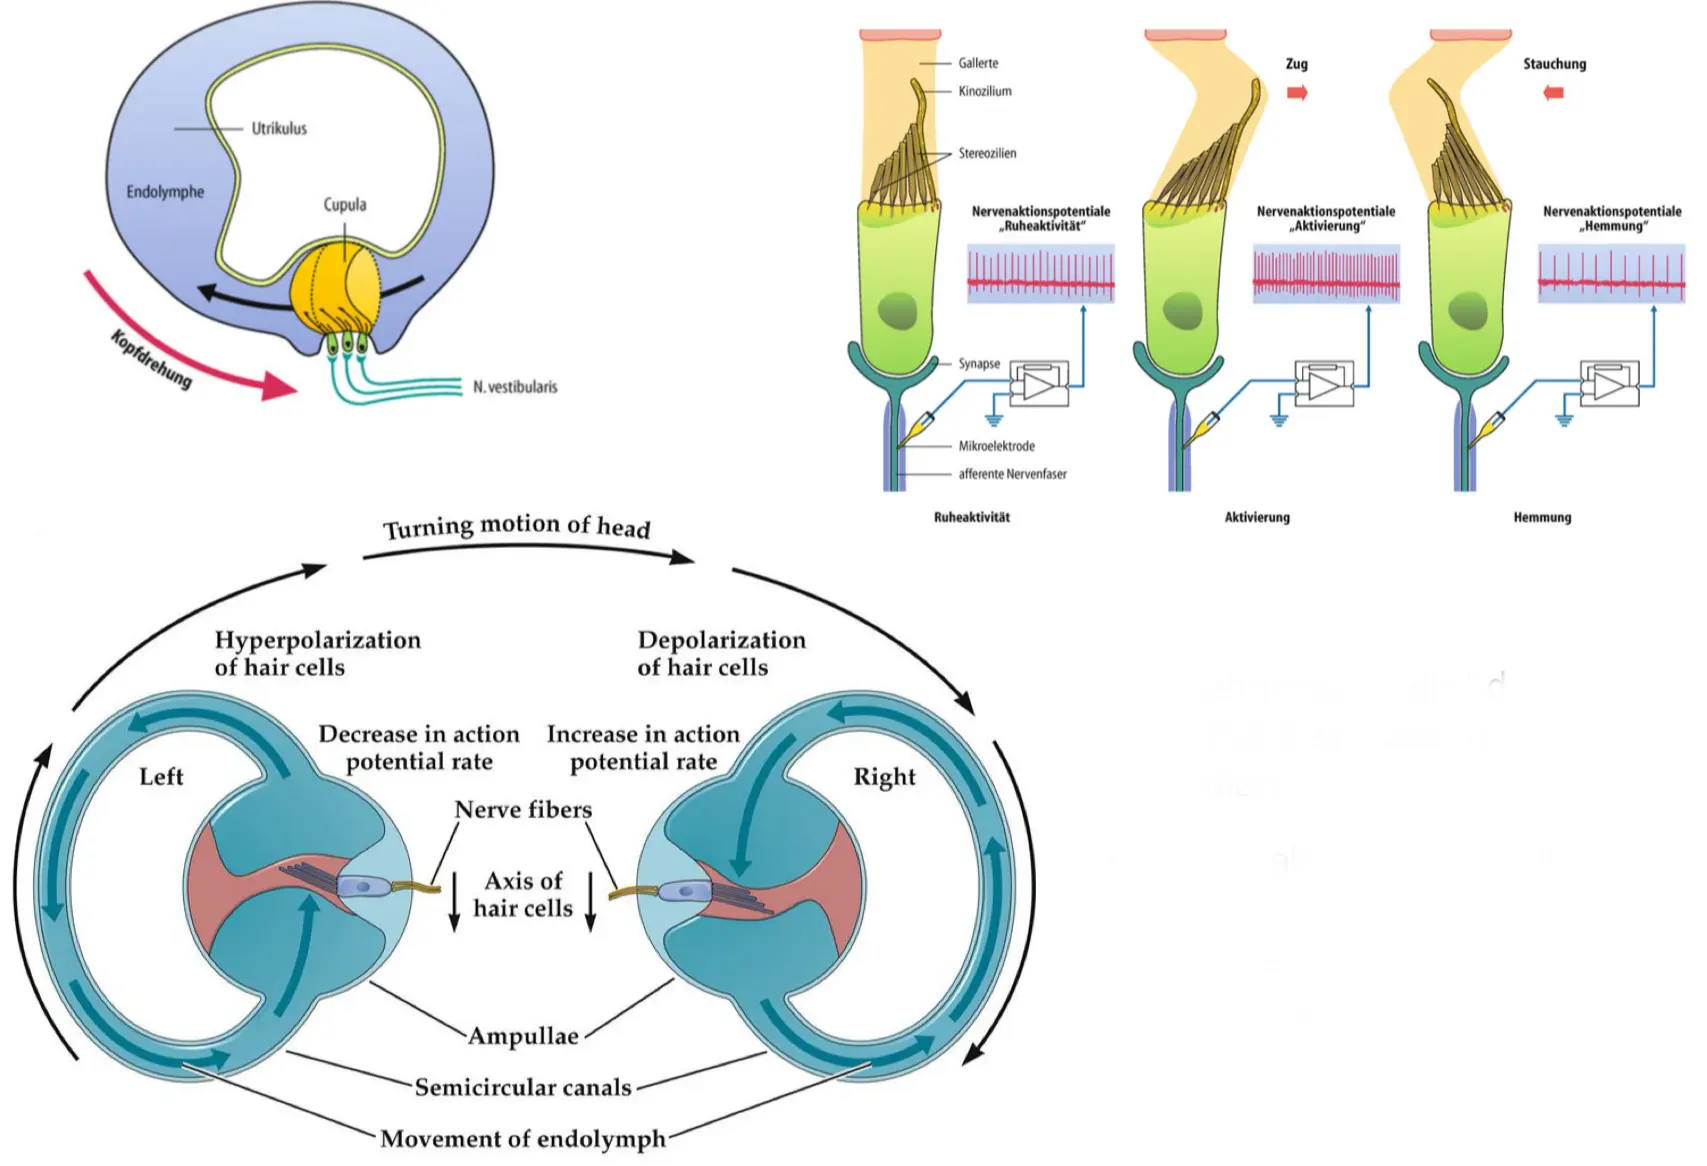 Utrikulus
Endolymphe
Cupula
Kopfdrehung
N. vestibularis
Gallerte
Kinozilium
Stereozilien
Nervenaktionspotentiale
„Ruheaktivität“
Synapse
Mikroelektrode
afferente Nervenfaser
Ruheaktivität
Zug
Nervenaktionspotentiale
„Aktivierung“
Aktivierung
Stauchung
Nervenaktionspotentiale
„Hemmung“
Hemmung
Turning motion of head
Hyperpolarization
of hair cells
Depolarization
of hair cells
Decrease in action
potential rate
Increase in action
potential rate
Left
Right
Nerve fibers
Axis of
hair cells
Ampullae
Semicircular canals
Movement of endolymph